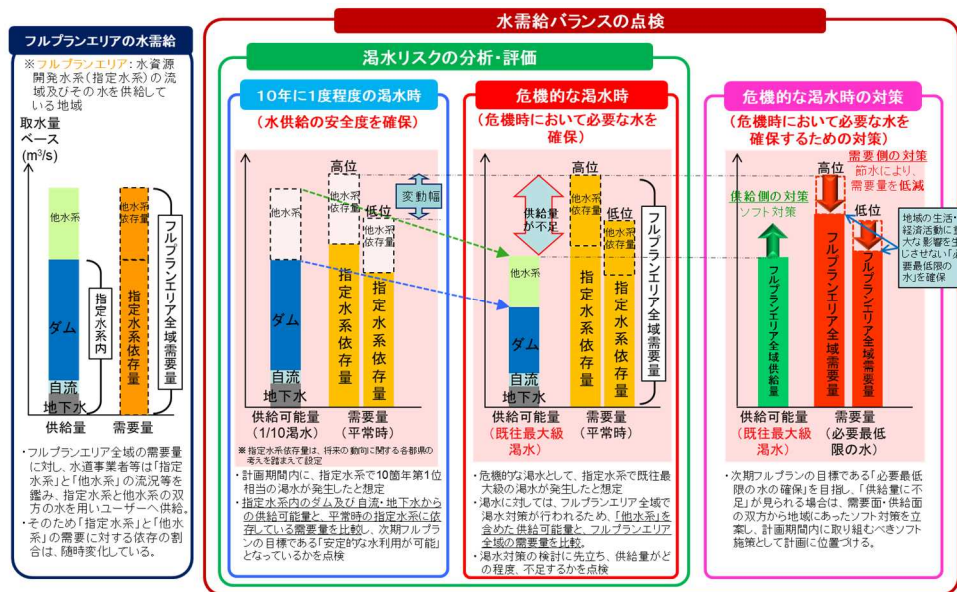 水需給バランスの点検
フルプランエリアの水需給
※フルプランエリア:水資源
開発水系(指定水系)の流
域及びその水を供給して
いる地域
取水量
ベース
(m³/s)
他水系
ダム
自流
地下水
供給量
指定水系内
他水系
依存量
指定水系依存量
需要量
フルプランエリア全域需要量
・フルプランエリア全域の需要量
に対し、水道事業者等は「指定
水系」と「他水系」の流況等を
鑑み、指定水系と他水系の双
方の水を用いユーザーへ供給。
・そのため「指定水系」と「他水
系」の需要に対する依存の割
合は、随時変化している。
渇水リスクの分析・評価
10年に1度程度の渇水時
(水供給の安全度を確保)
他水系
ダム
自流
地下水
供給可能量
(1/10渇水)
高位
他水系
依存量
指定水系依存量
低位
他水系
依存量
指定水系依存量
変動幅
需要量
(平常時)
※指定水系依存量は、将来の動向に関する各都県の
考えを踏まえて設定
・計画期間内に、指定水系で10箇年第1位
相当の渇水が発生したと想定
・指定水系内のダム及び自流・地下水から
の供給可能量と、平常時の指定水系に依
存している需要量を比較し、次期フルプラ
ンの目標である「安定的な水利用が可能」
となっているかを点検
危機的な渇水時
(危機時において必要な水を
確保)
供給量
が不足
他水系
ダム
自流
地下水
供給可能量
(既往最大級
渇水)
高位
他水系
依存量
指定水系依存量
低位
他水系
依存量
指定水系依存量
需要量
(平常時)
フルプランエリア全域需要量
・危機的な渇水として、指定水系で既往最
大級の渇水が発生したと想定
・渇水に対しては、フルプランエリア全域で
渇水対策が行われるため、「他水系」を
含めた供給可能量と、フルプランエリア
全域の需要量を比較。
・渇水対策の検討に先立ち、供給量がど
の程度、不足するかを点検
危機的な渇水時の対策
(危機時において必要な水を
確保するための対策)
需要側の対策
節水により、
需要量を低減
高位
供給側の対策
ソフト対策
低位
地域の生活・
経済活動に重
大な影響を生
じさせない「必
要最低限の
水」を確保
フルプランエリア全域供給量
フルプランエリア全域需要量
フルプランエリア全域需要量
供給可能量
(既往最大級
渇水)
需要量
(必要最低
限の水)
・次期フルプランの目標である「必要最低
限の水の確保」を目指し、「供給量に不
足」が見られる場合は、需要面・供給面
の双方から地域にあったソフト対策を立
案し、計画期間内に取り組むべきソフト
施策として計画に位置づける。